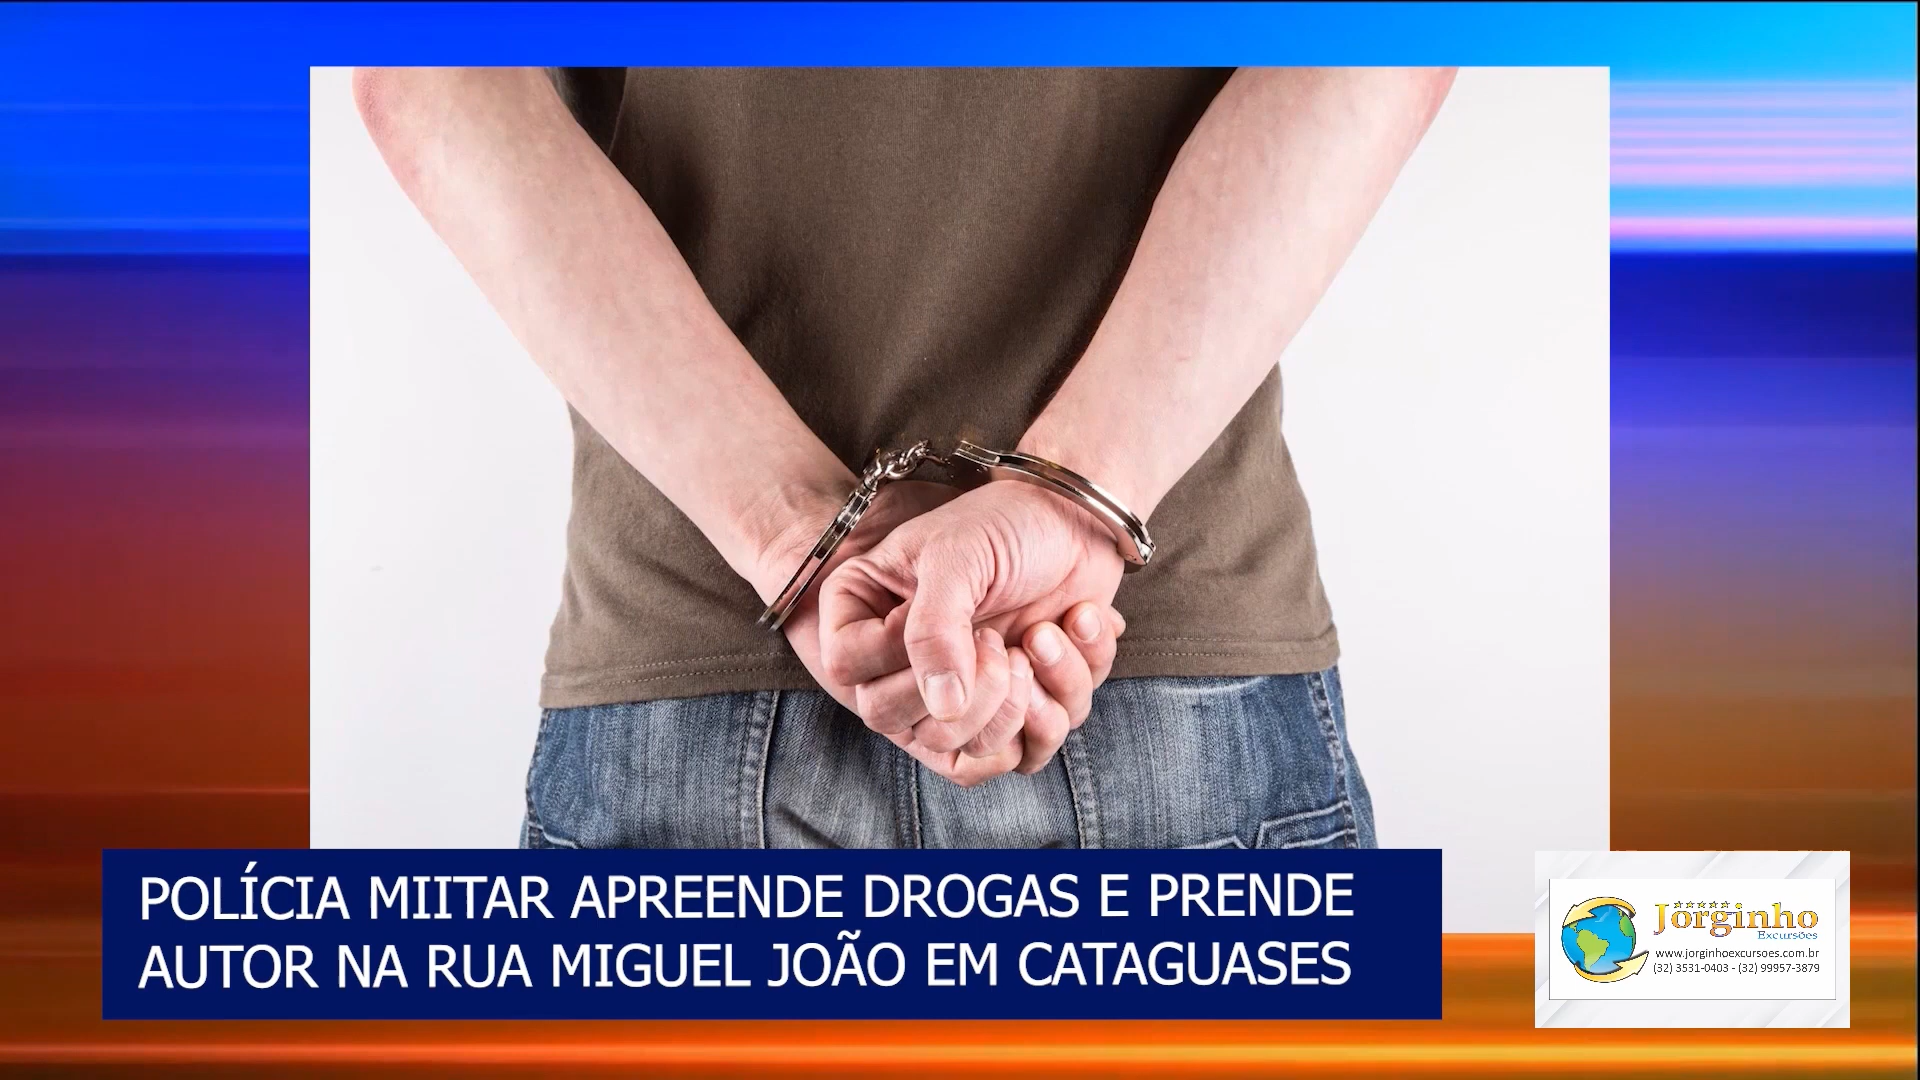 POLÍCIA MIITAR APREENDE DROGAS E PRENDE
AUTOR NA RUA MIGUEL JOÃO EM CATAGUASES
Jorginho
Excursões
www.jorginhoexcursoes.com.br
(32) 3531-0403 - (32) 99957-3879